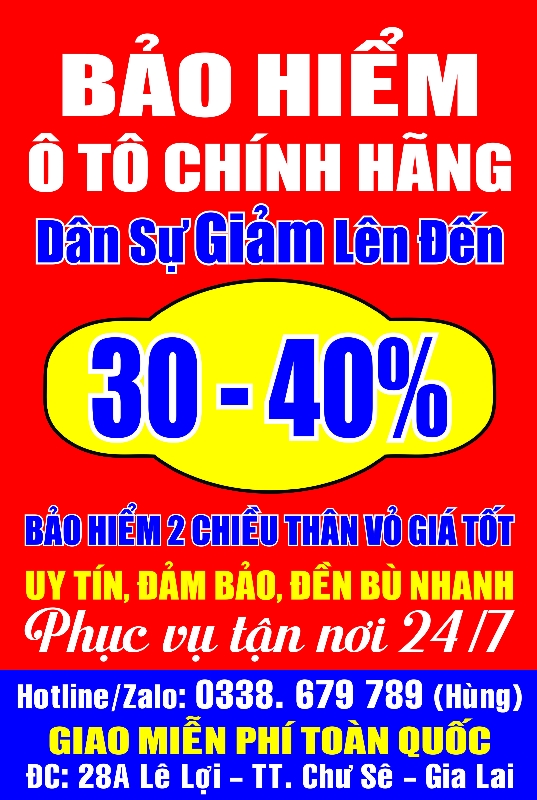 BẢO HIỂM
Ô TÔ CHÍNH HÃNG
Dân Sự Giảm Lên Đến
30 - 40%
BẢO HIỂM 2 CHIỀU THÂN VỎ GIÁ TỐT
UY TÍN, ĐẢM BẢO, ĐỀN BÙ NHANH
Phục vụ tận nơi 24/7
Hotline/Zalo: 0338. 679 789 (Hùng)
GIAO MIỄN PHÍ TOÀN QUỐC
ĐC: 28A Lê Lợi – TT. Chư Sê – Gia Lai